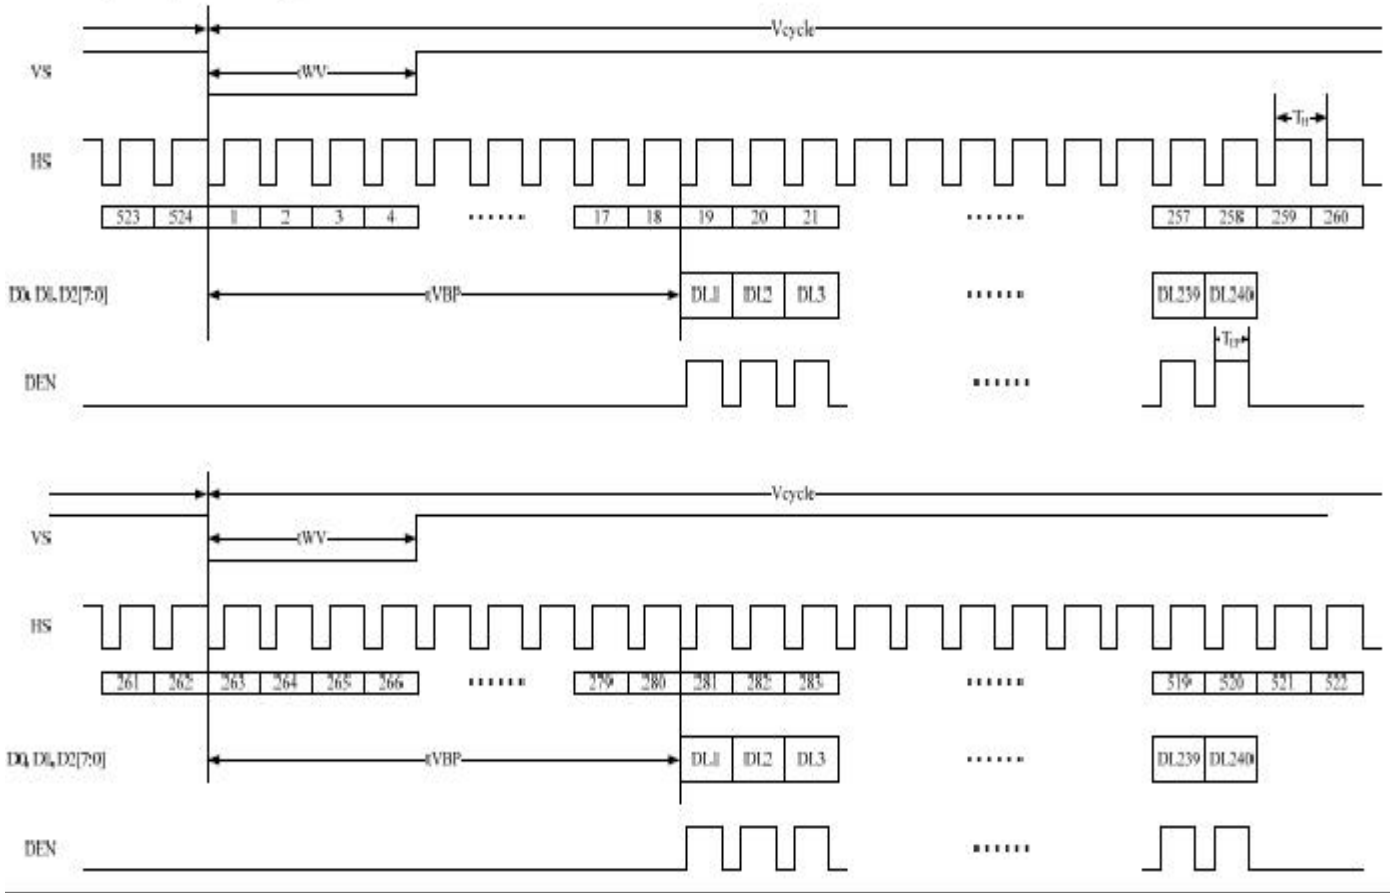 Vcycle
VS
tWV
TH
HS
523 524 1 2 3 4 ...... 17 18 19 20 21 ...... 257 258 259 260
D0, D1, D2[7:0] tVBP DL1 DL2 DL3 ...... DL239 DL240
TEP
DEN ......
Vcycle
VS
tWV
HS
261 262 263 264 265 266 ...... 279 280 281 282 283 ...... 519 520 521 522
D0, D1, D2[7:0] tVBP DL1 DL2 DL3 ...... DL239 DL240
DEN ......